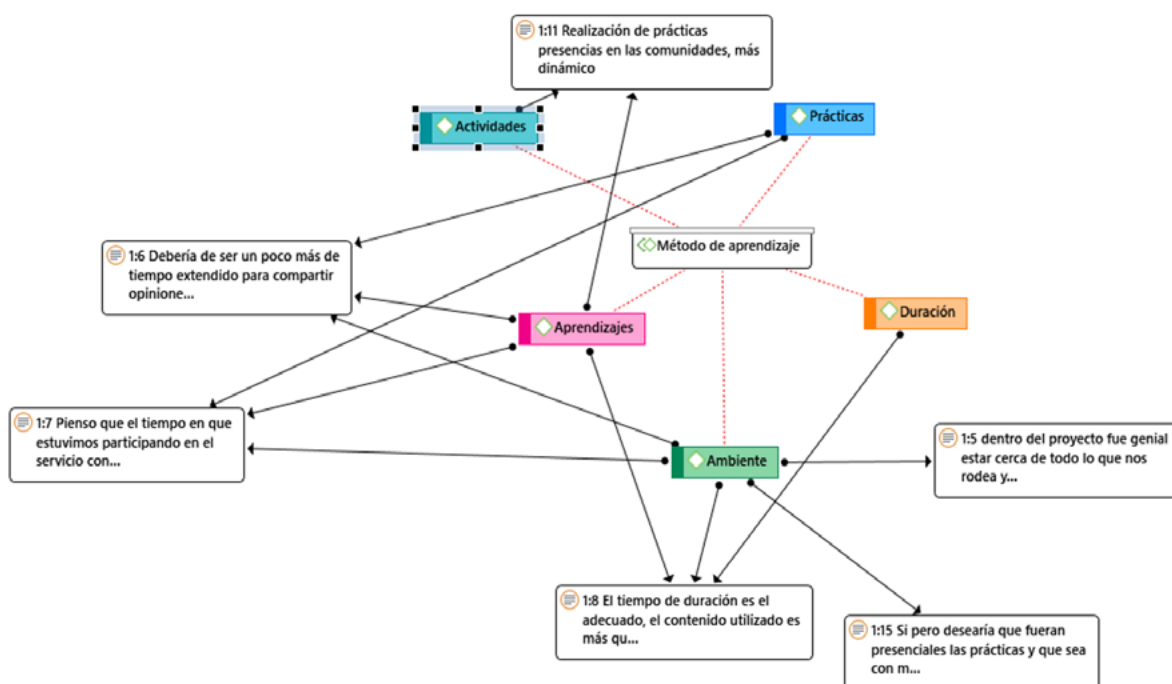 1:11 Realización de prácticas
presencias en las comunidades, más
dinámico
Actividades
Prácticas
Método de aprendizaje
1:6 Debería de ser un poco más de
tiempo extendido para compartir
opinione...
Aprendizajes
Duración
1:7 Pienso que el tiempo en que
estuvimos participando en el
servicio con...
Ambiente
1:5 dentro del proyecto fue genial
estar cerca de todo lo que nos
rodea y...
1:8 El tiempo de duración es el
adecuado, el contenido utilizado es
más qu...
1:15 Si pero desearía que fueran
presenciales las prácticas y que sea
con m...